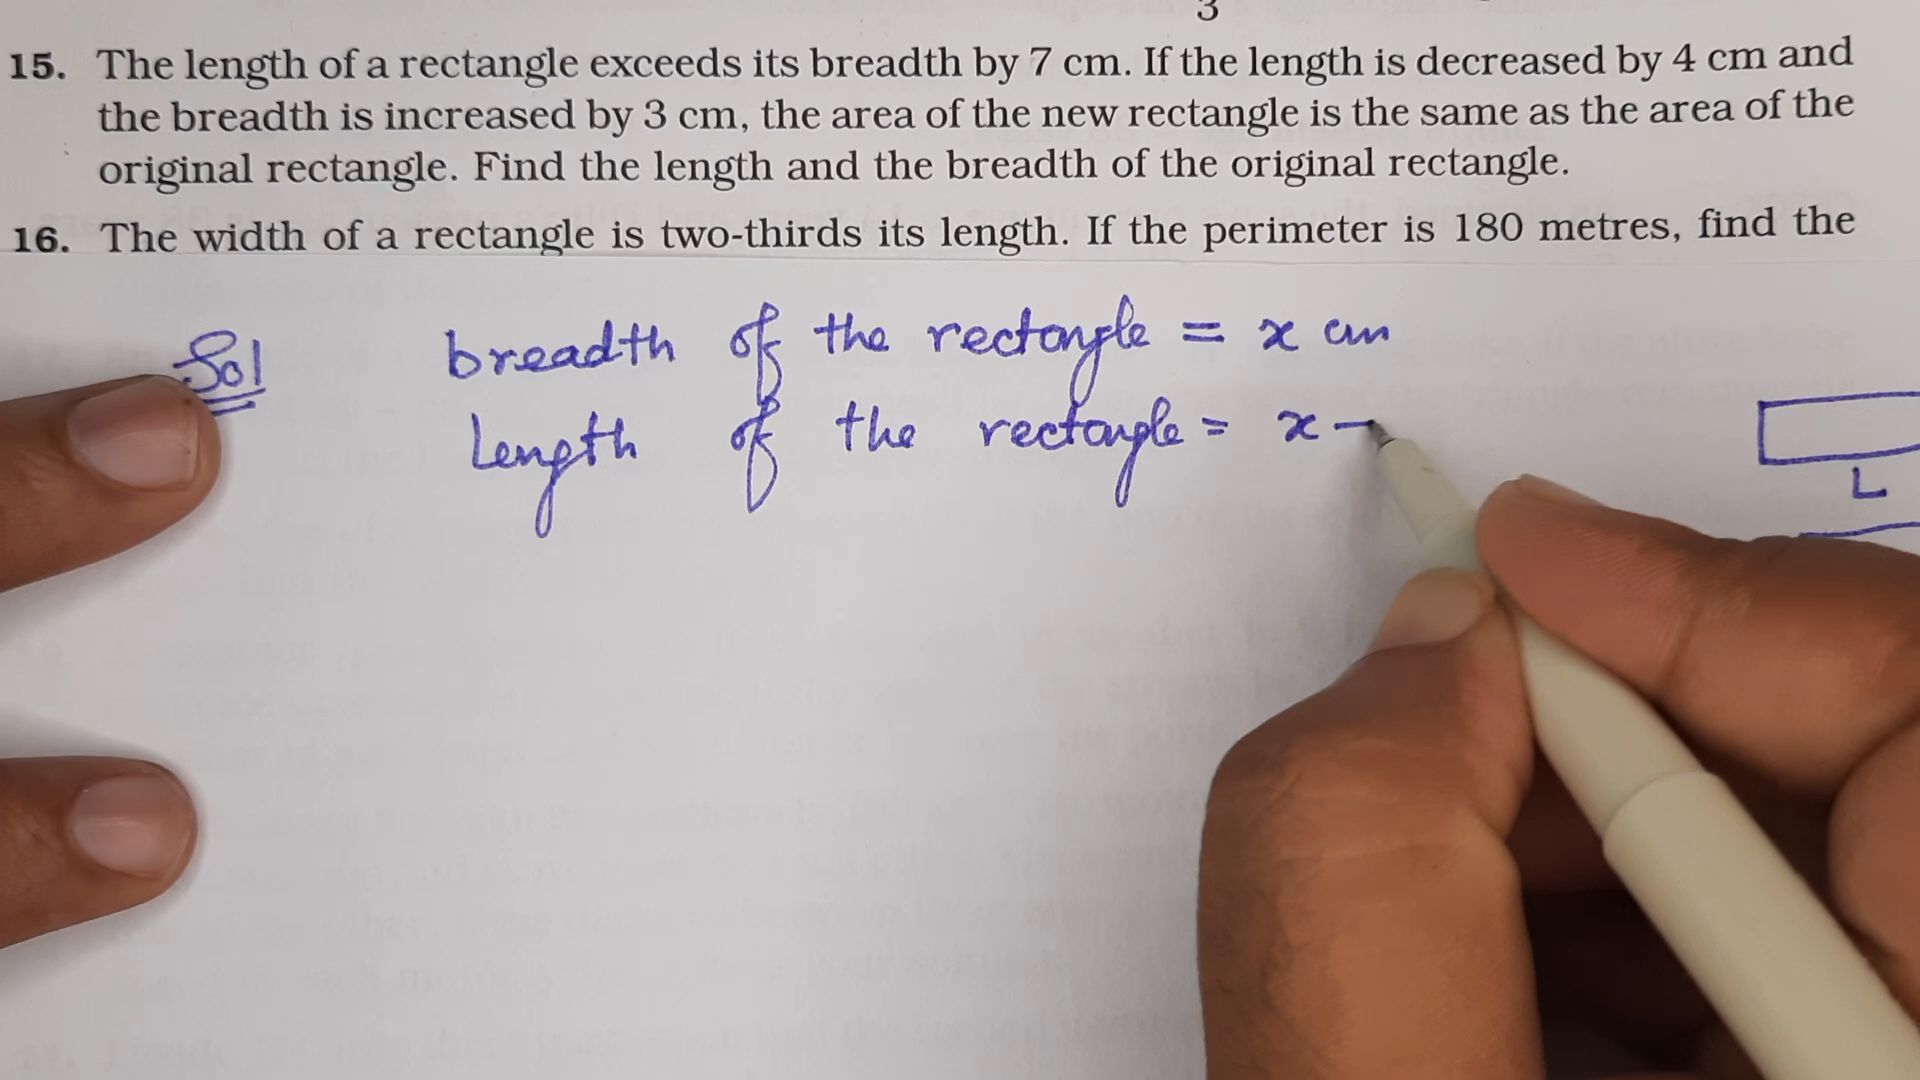 3
15. The length of a rectangle exceeds its breadth by 7 cm. If the length is decreased by 4 cm and
the breadth is increased by 3 cm, the area of the new rectangle is the same as the area of the
original rectangle. Find the length and the breadth of the original rectangle.
16. The width of a rectangle is two-thirds its length. If the perimeter is 180 metres, find the
Sol breadth of the rectangle = x cm
Length of the rectangle = x -
L